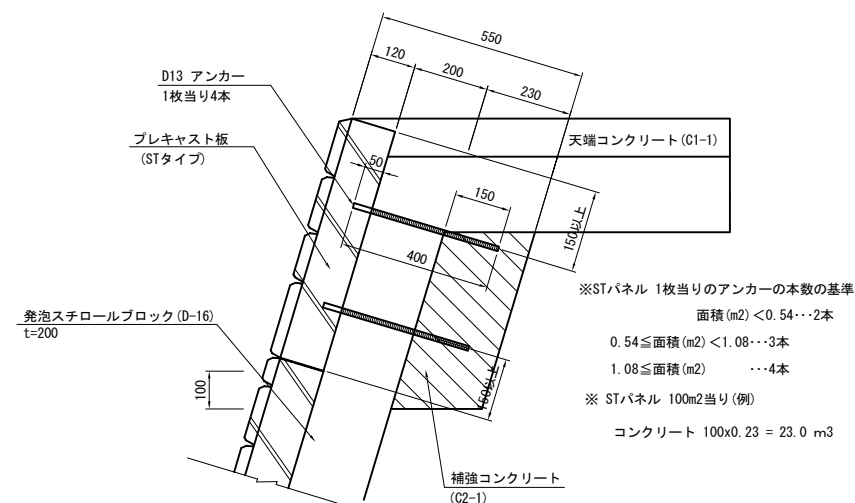 550
120
200
230
D13 アンカー
1枚当り4本
プレキャスト板
(STタイプ)
天端コンクリート(C1-1)
50
150
150以上
400
※STパネル 1枚当りのアンカーの本数の基準
面積(m2)<0.54･･･2本
0.54≦面積(m2)<1.08･･･3本
1.08≦面積(m2) ･･･4本
発泡スチロールブロック(D-16)
t=200
100
150以上
※ STパネル 100m2当り(例)
コンクリート 100x0.23 = 23.0 m3
補強コンクリート
(C2-1)